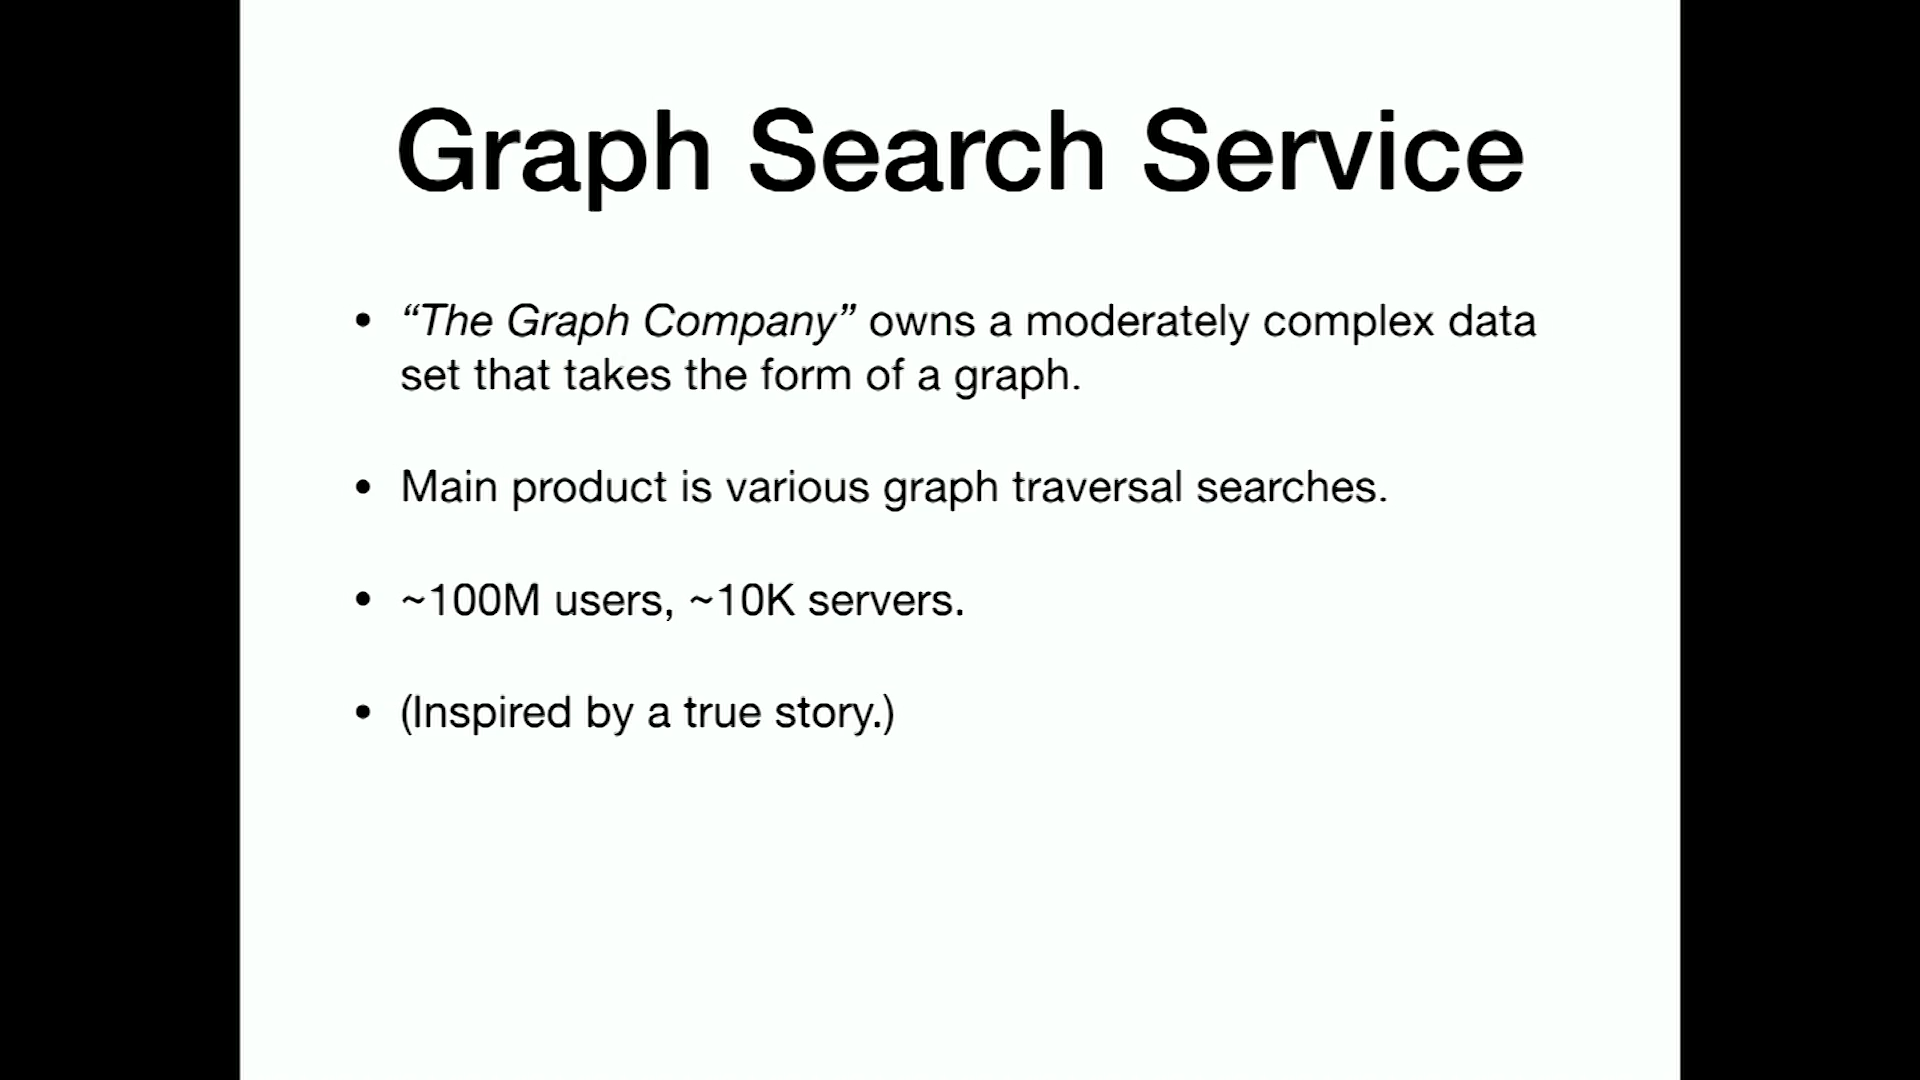 Graph Search Service
• “The Graph Company” owns a moderately complex data
set that takes the form of a graph.
• Main product is various graph traversal searches.
• ~100M users, ~10K servers.
• (Inspired by a true story.)